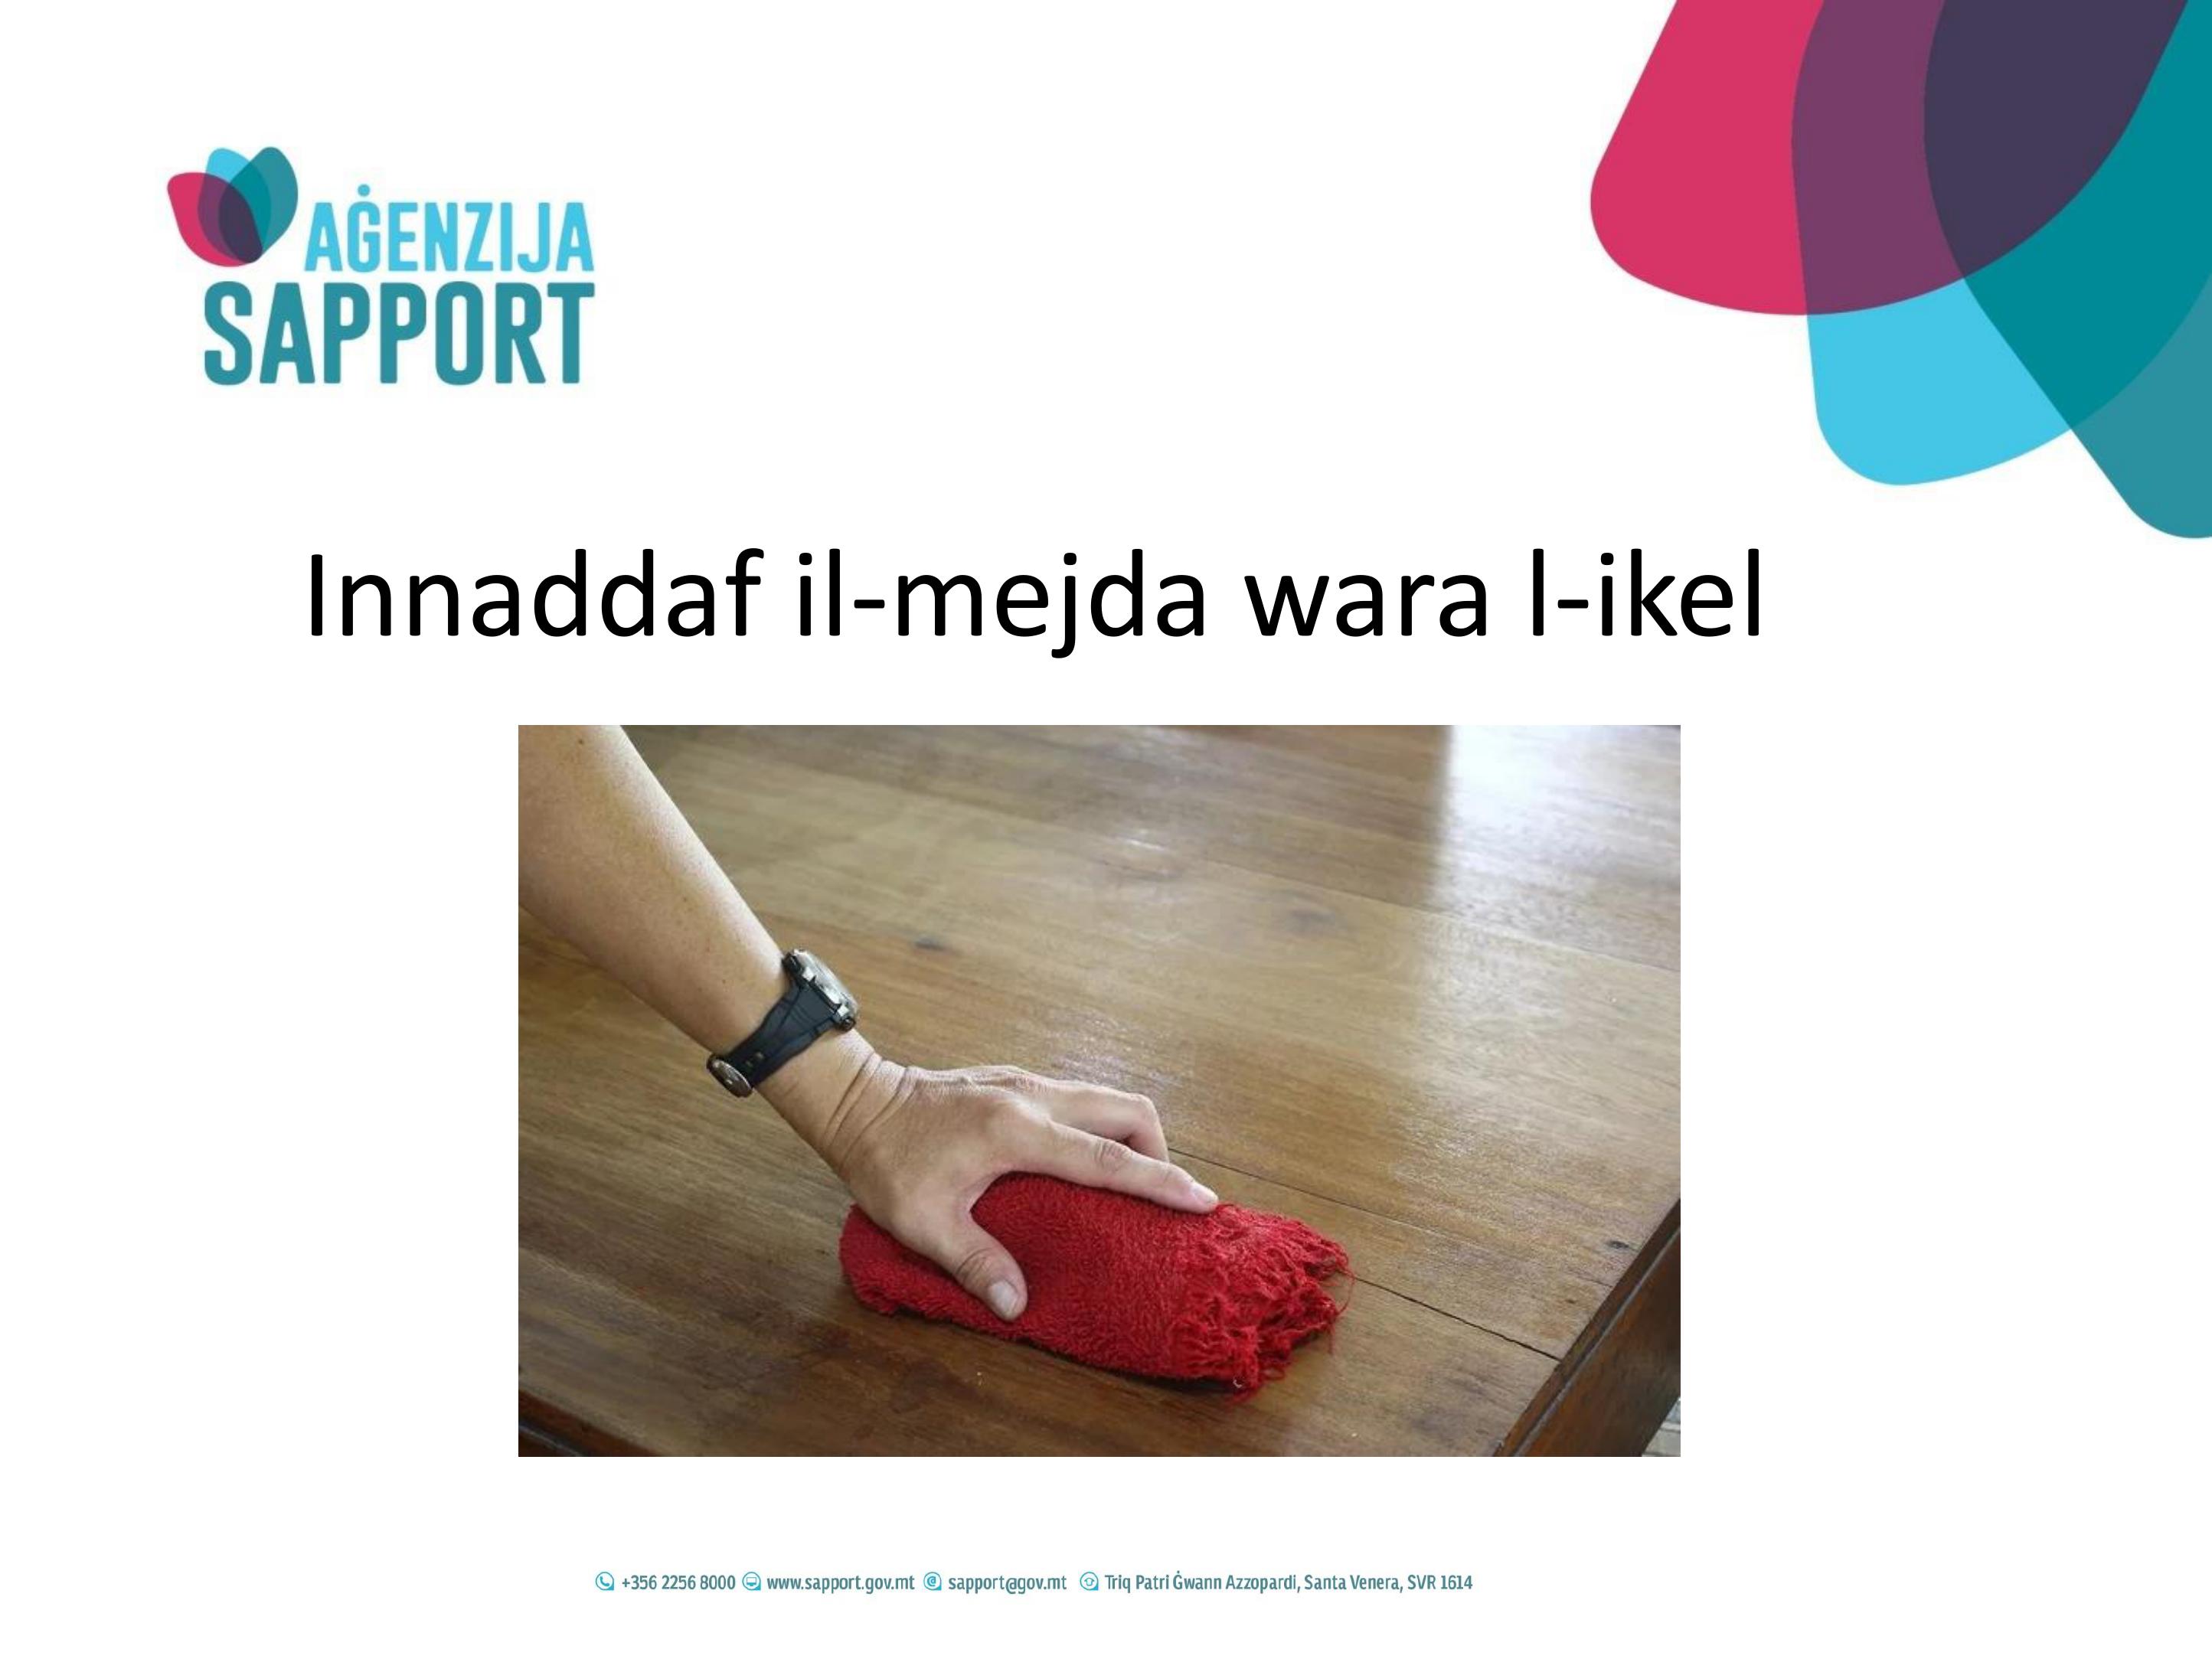 AĠENZIJA
SAPPORT
Innaddaf il-mejda wara l-ikel
+356 2256 8000 www.sapport.gov.mt sapport@gov.mt Triq Patri Ġwann Azzopardi, Santa Venera, SVR 1614